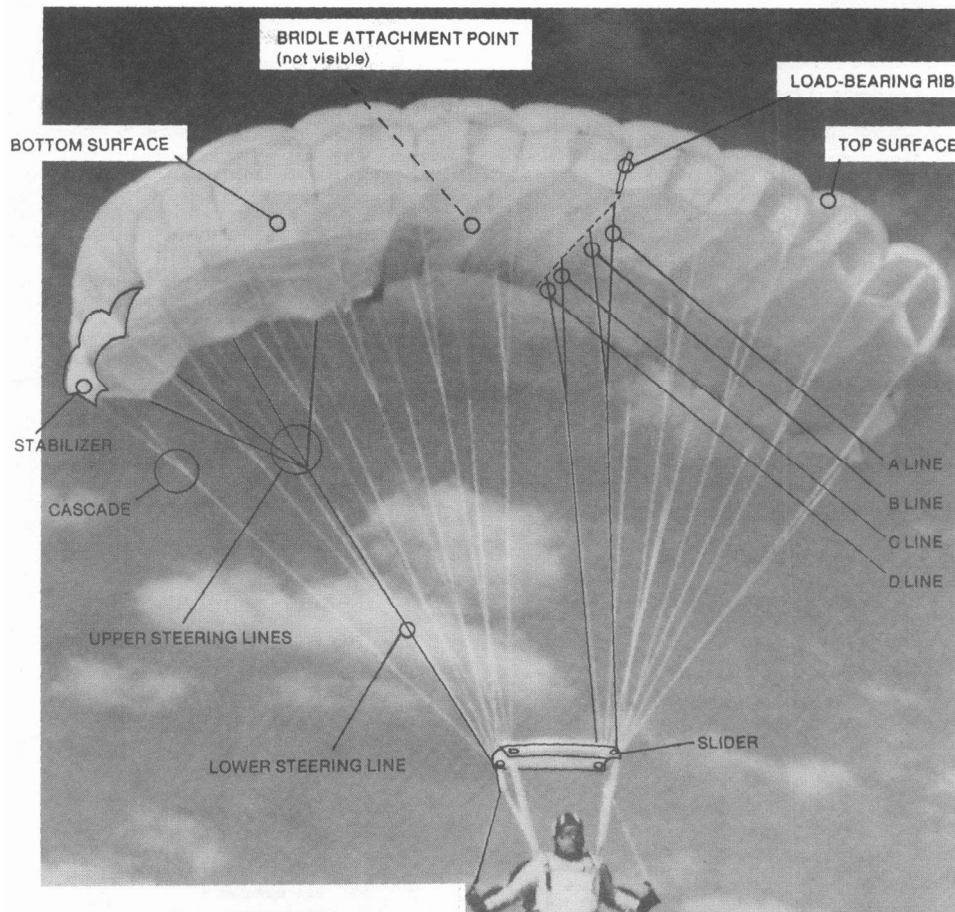 BRIDLE ATTACHMENT POINT
(not visible)
LOAD-BEARING RIB
BOTTOM SURFACE
TOP SURFACE
STABILIZER
CASCADE
A LINE
B LINE
C LINE
D LINE
UPPER STEERING LINES
LOWER STEERING LINE
SLIDER